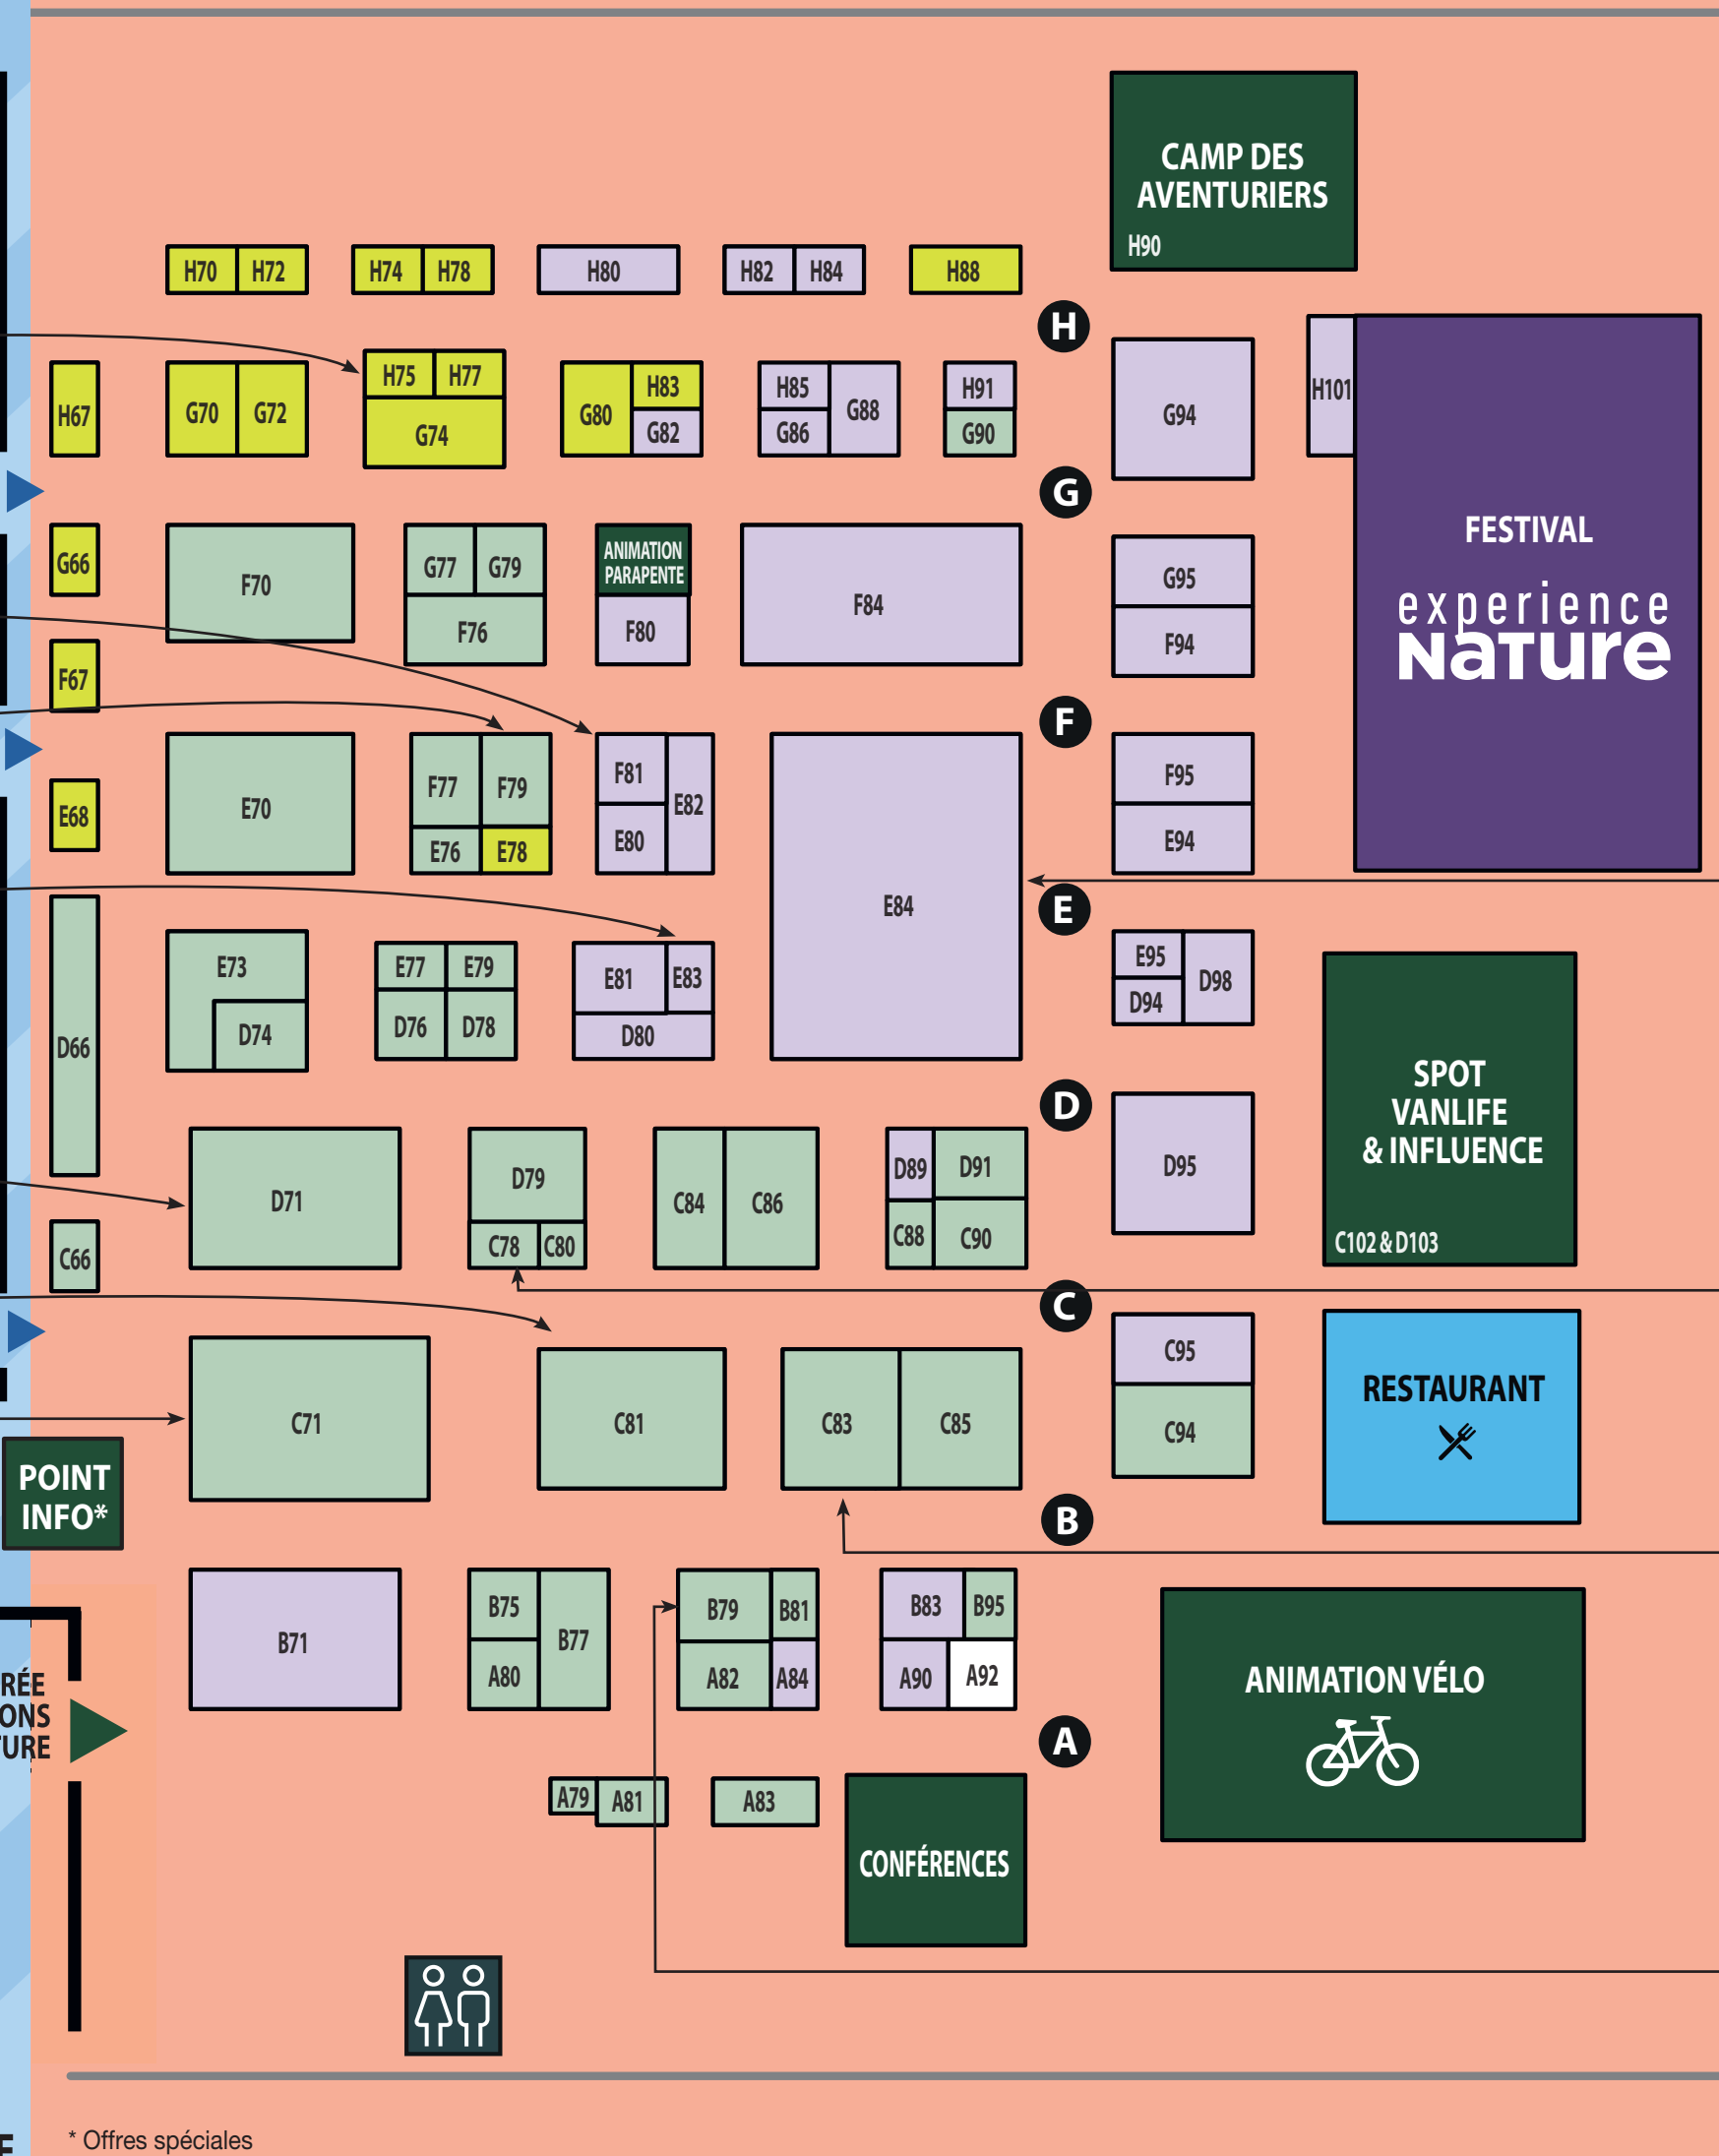 CAMP DES
AVENTURIERS
H90
H70 H72 H74 H78 H80 H82 H84 H88
H
H67 G70 G72 H75 H77 G74 G80 H83 G82 H85 G86 G88 H91 G90 G94 H101
G
G66 F70 G77 G79 F76 ANIMATION
PARAPENTE
F80 F84 G95 F94
FESTIVAL
experience
NaTure
F67
F
E68 E70 F77 F79 E76 E78 F81 E80 E82 E84 F95 E94
E
D66 E73 D74 E77 E79 D76 D78 E81 E83 D80 E95 D94 D98
SPOT
VANLIFE
& INFLUENCE
C102 & D103
D
C66 D71 D79 C78 C80 C84 C86 D89 D91 C88 C90 D95
C
C71 C81 C83 C85 C95 C94
RESTAURANT
POINT
INFO*
B
B71 B75 A80 B77 B79 B81 A82 A84 B83 B95 A90 A92
ANIMATION VÉLO
RÉE
ONS
TURE
A
A79 A81 A83
CONFÉRENCES
* Offres spéciales